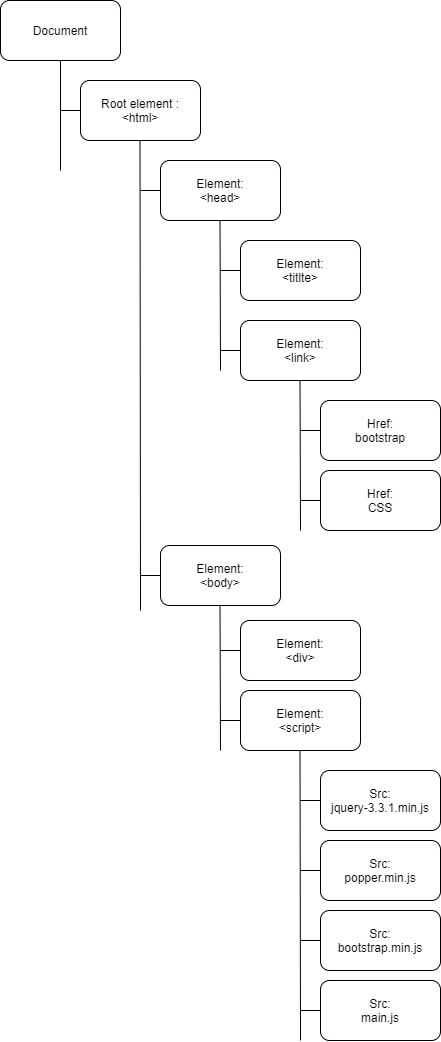 Document
Root element :
<html>
Element:
<head>
Element:
<titlte>
Element:
<link>
Href:
bootstrap
Href:
CSS
Element:
<body>
Element:
<div>
Element:
<script>
Src:
jquery-3.3.1.min.js
Src:
popper.min.js
Src:
bootstrap.min.js
Src:
main.js